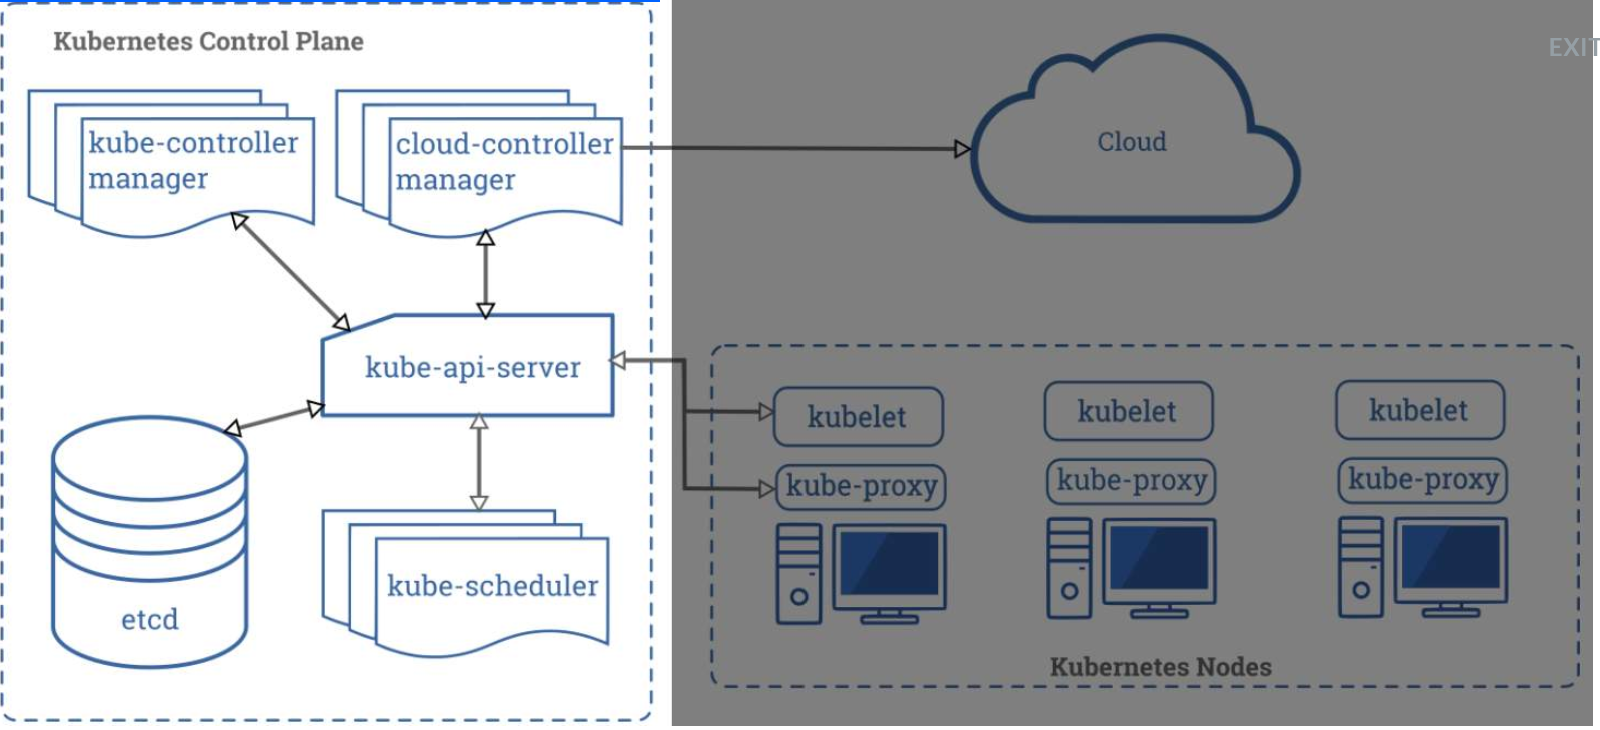 Kubernetes Control Plane
EXIT
kube-controller
manager
cloud-controller
manager
Cloud
kube-api-server
kubelet
kubelet
kubelet
kube-proxy
kube-proxy
kube-proxy
kube-scheduler
etcd
Kubernetes Nodes